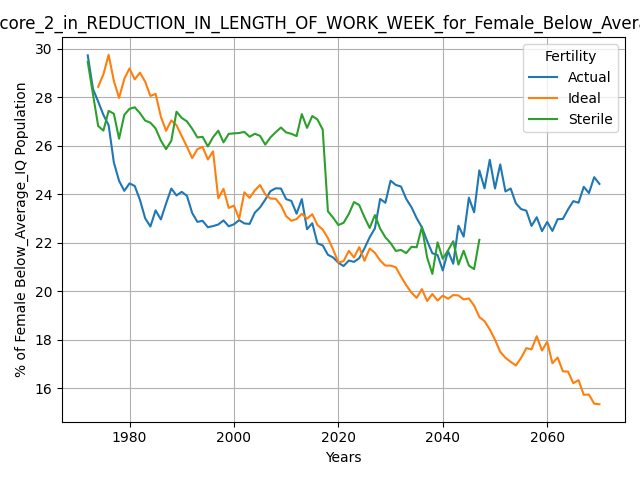 core_2_in_REDUCTION_IN_LENGTH_OF_WORK_WEEK_for_Female_Below_Avera
Fertility
Actual
Ideal
Sterile
% of Female Below_Average_IQ Population
30
28
26
24
22
20
18
16
1980 2000 2020 2040 2060
Years